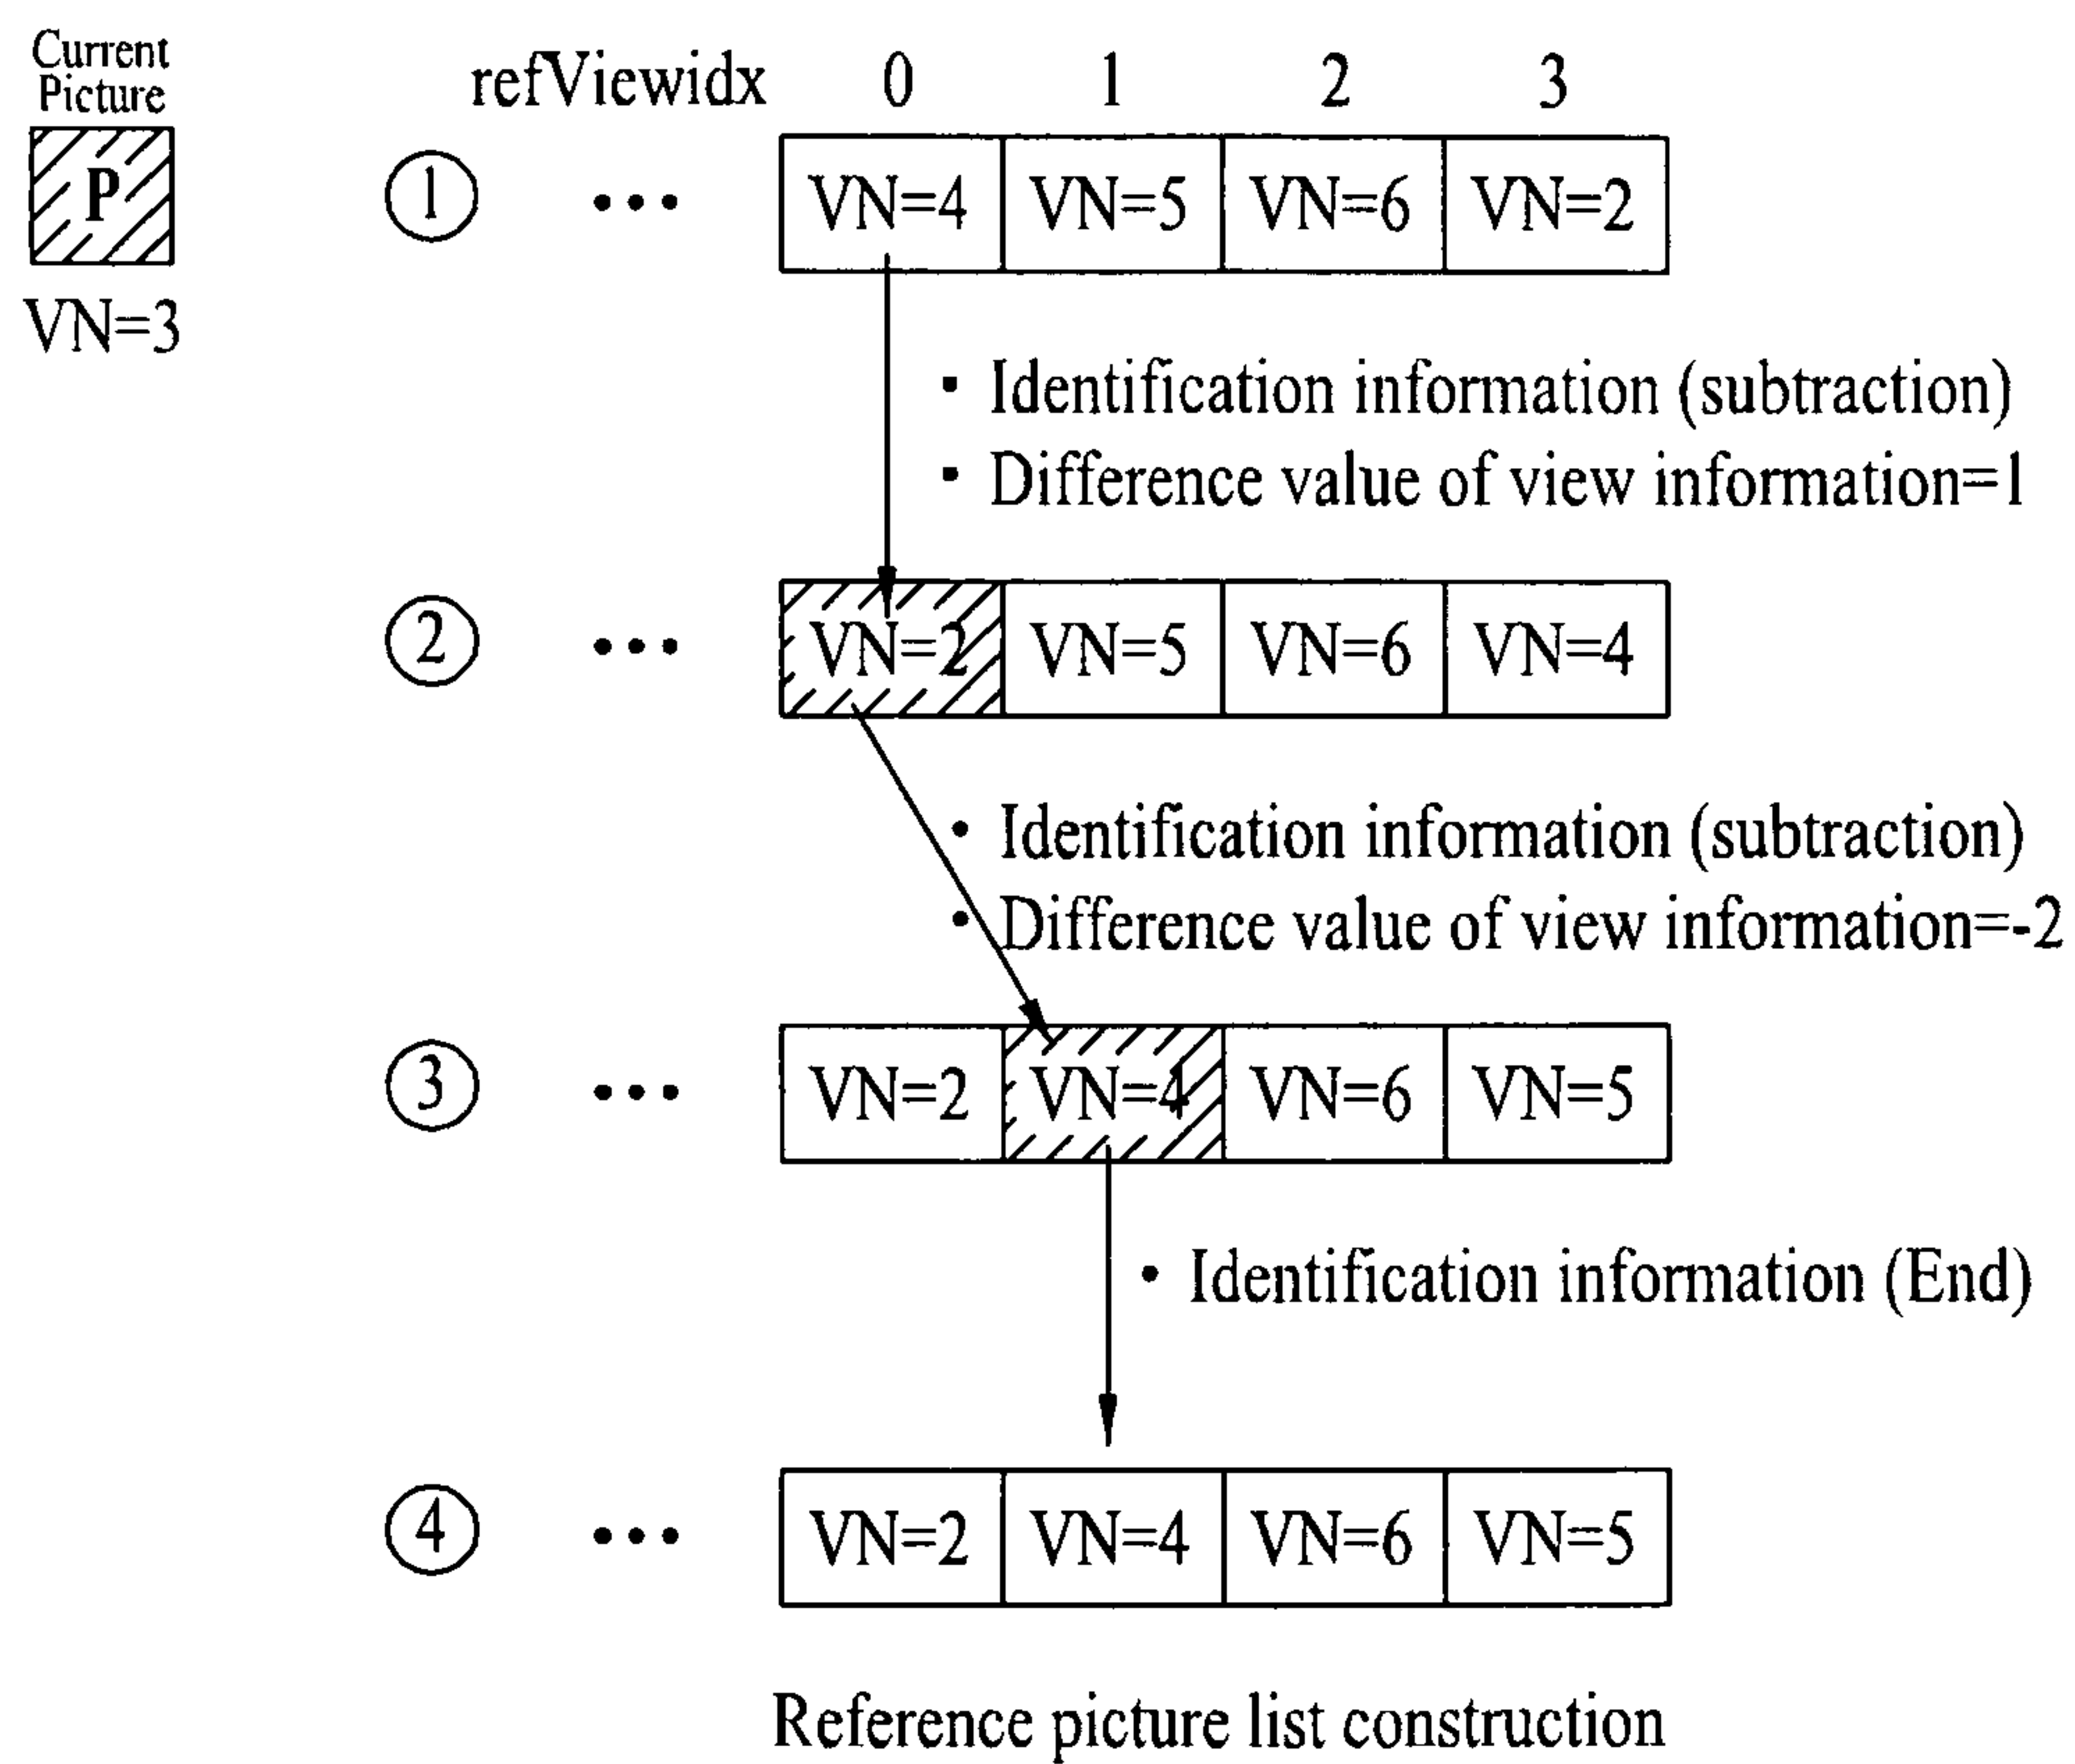 Current
Picture
P
VN=3
refViewidx 0 1 2 3
1 ••• VN=4 VN=5 VN=6 VN=2
• Identification information (subtraction)
• Difference value of view information=1
2 ••• VN=2 VN=5 VN=6 VN=4
• Identification information (subtraction)
• Difference value of view information=-2
3 ••• VN=2 VN=4 VN=6 VN=5
• Identification information (End)
4 ••• VN=2 VN=4 VN=6 VN=5
Reference picture list construction